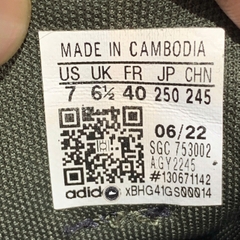 MADE IN CAMBODIA
US UK FR JP CHN
7 6½ 40 250 245
06/22
SGC 753002
AGY2245
#130671142
adidas xBHG41GS00014